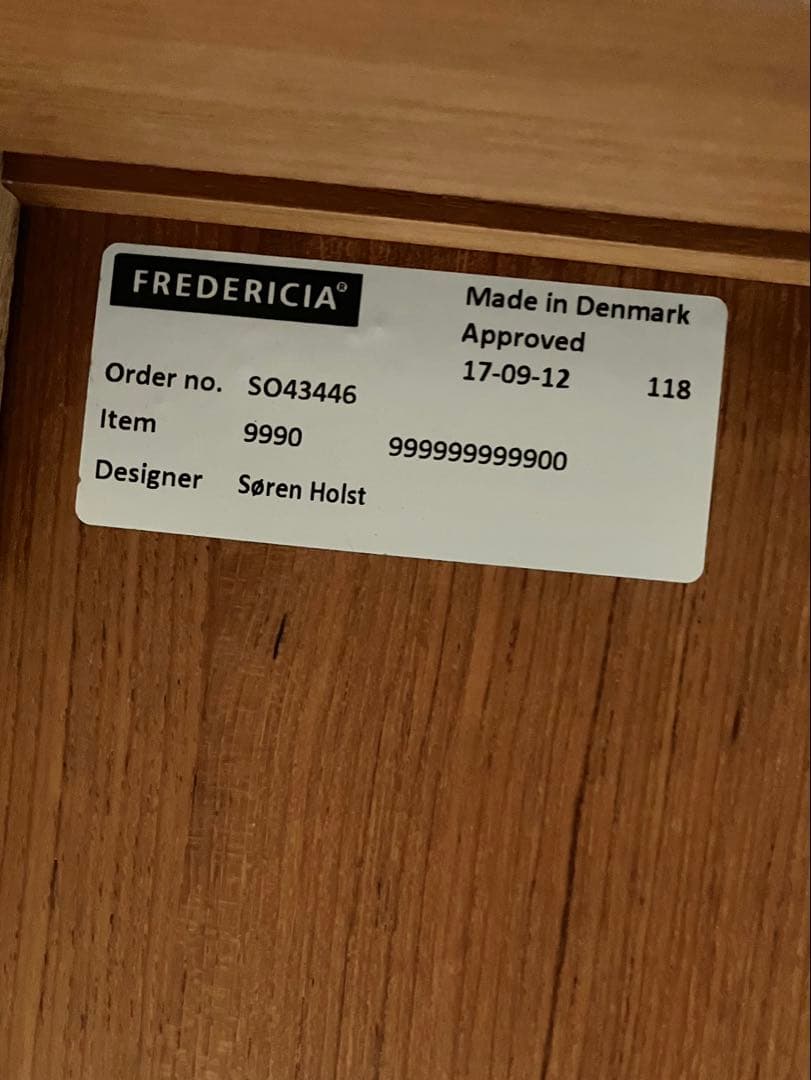 FREDERICIA®
Made in Denmark
Approved
17-09-12 118
Order no. SO43446
Item 9990 999999999900
Designer Søren Holst